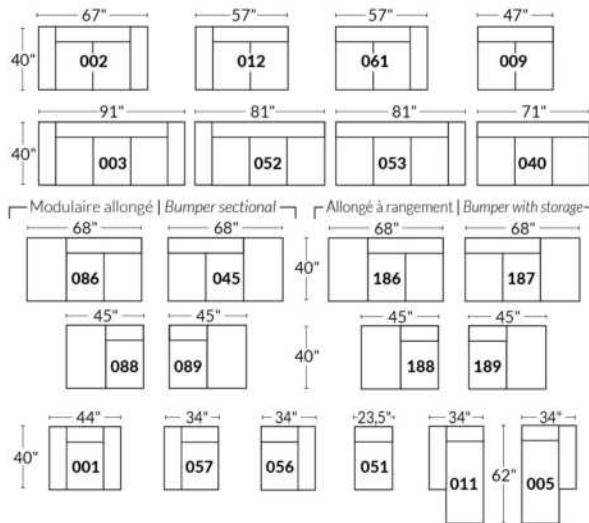 67" 57" 57" 47"
40" 002 012 061 009
91" 81" 81" 71"
40" 003 052 053 040
Modulaire allongé | Bumper sectional Allongé à rangement | Bumper with storage
68" 68" 68" 68"
086 045 40" 186 187
45" 45" 45" 45"
088 089 40" 188 189
44" 34" 34" 23,5" 34" 34"
40" 001 057 056 051 011 62" 005